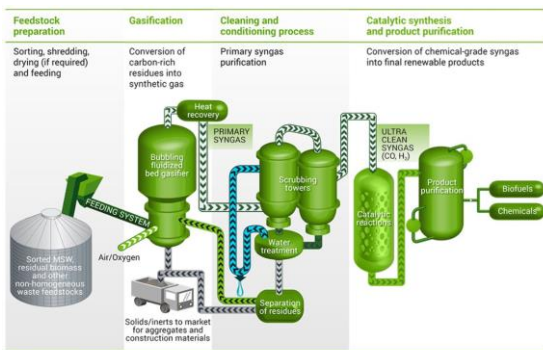 Feedstock
preparation
Sorting, shredding,
drying (if required)
and feeding
Gasification
Conversion of
carbon-rich
residues into
synthetic gas
Cleaning and
conditioning process
Primary syngas
purification
Catalytic synthesis
and product purification
Conversion of chemical-grade syngas
into final renewable products
Heat
recovery
PRIMARY
SYNGAS
ULTRA
CLEAN
SYNGAS
(CO, H₂)
Bubbling
fluidized
bed gasifier
Scrubbing
towers
Product
purification
Biofuels
Chemicals
FEEDING SYSTEM
Catalytic
reactions
Water
treatment
Air/Oxygen
Sorted MSW,
residual biomass
and other
non-homogeneous
waste feedstocks
Separation
of residues
Solids/inerts to market
for aggregates and
construction materials